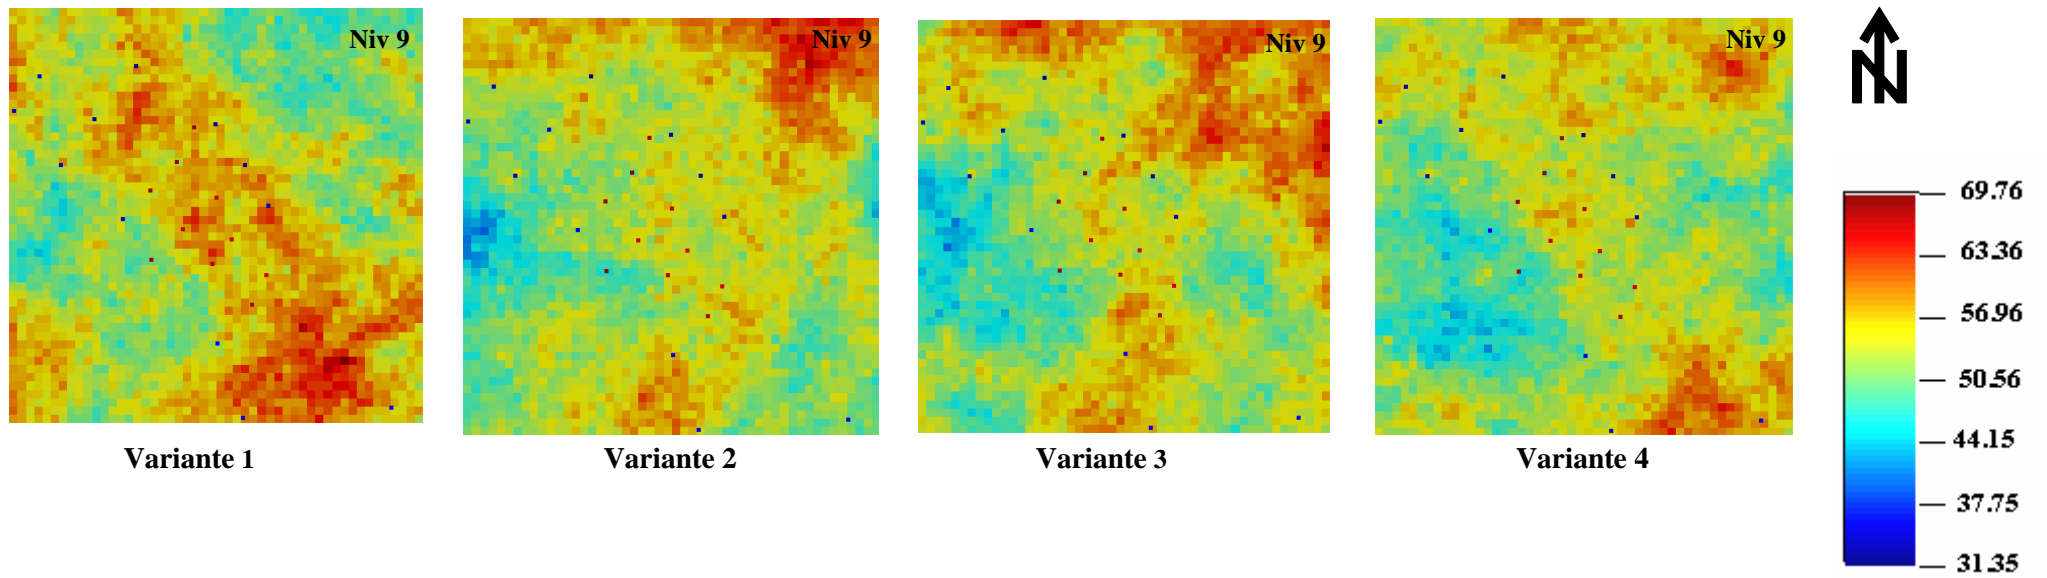 Niv 9
Niv 9
Niv 9
Niv 9
N
69.76
63.36
56.96
50.56
44.15
37.75
31.35
Variante 1
Variante 2
Variante 3
Variante 4